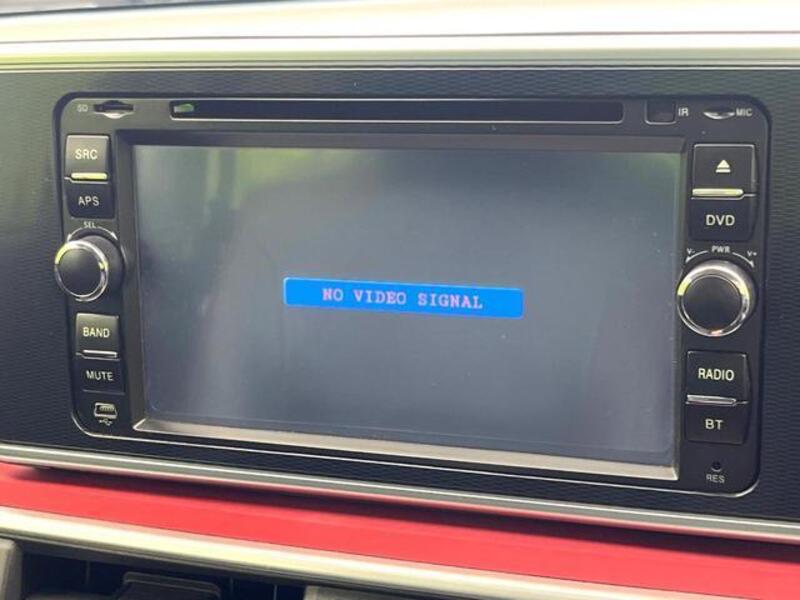 SD
IR
MIC
SRC
APS
SEL
BAND
MUTE
NO VIDEO SIGNAL
DVD
V- PWR V+
RADIO
BT
RES